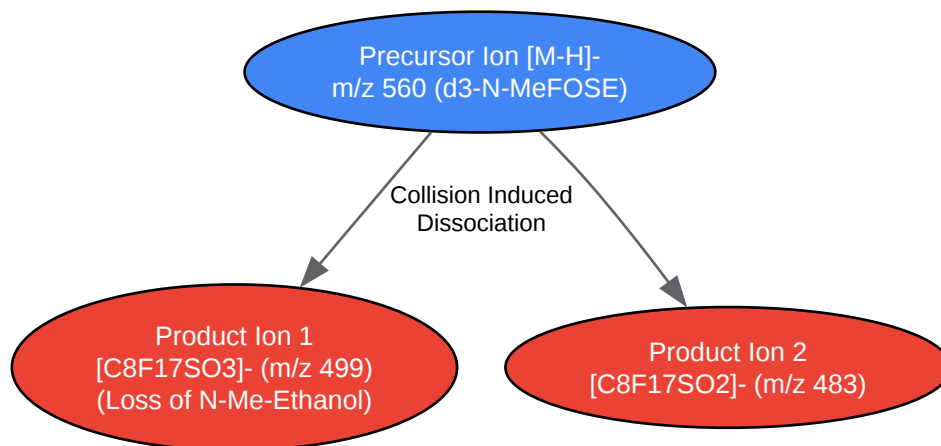 Precursor Ion [M-H]-
m/z 560 (d3-N-MeFOSE)
Collision Induced
Dissociation
Product Ion 1
[C8F17SO3]- (m/z 499)
(Loss of N-Me-Ethanol)
Product Ion 2
[C8F17SO2]- (m/z 483)